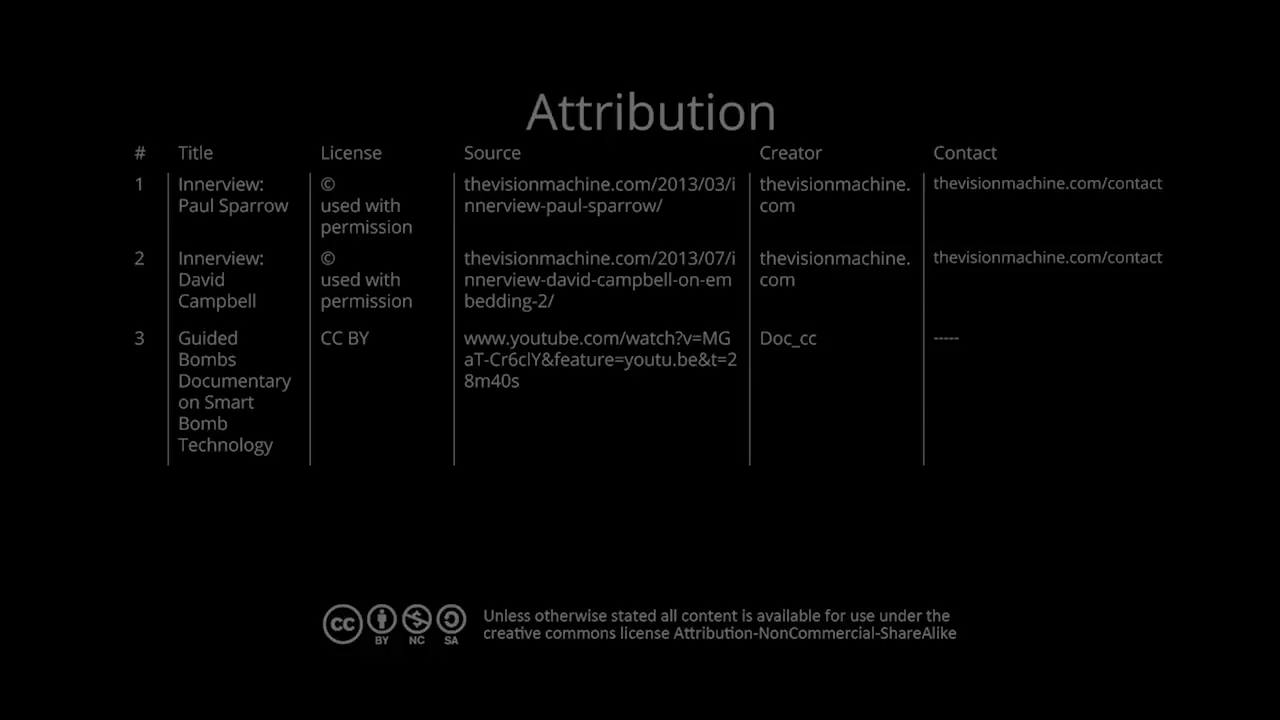 Attribution
# Title License Source Creator Contact
1 Innerview: © thevisionmachine.com/2013/03/i thevisionmachine. thevisionmachine.com/contact
Paul Sparrow used with nnerview-paul-sparrow/ com
permission
2 Innerview: © thevisionmachine.com/2013/07/i thevisionmachine. thevisionmachine.com/contact
David used with nnerview-david-campbell-on-em com
Campbell permission bedding-2/
3 Guided CC BY www.youtube.com/watch?v=MG Doc_cc -----
Bombs aT-Cr6clY&feature=youtu.be&t=2
Documentary 8m40s
on Smart
Bomb
Technology
cc BY NC SA
Unless otherwise stated all content is available for use under the
creative commons license Attribution-NonCommercial-ShareAlike